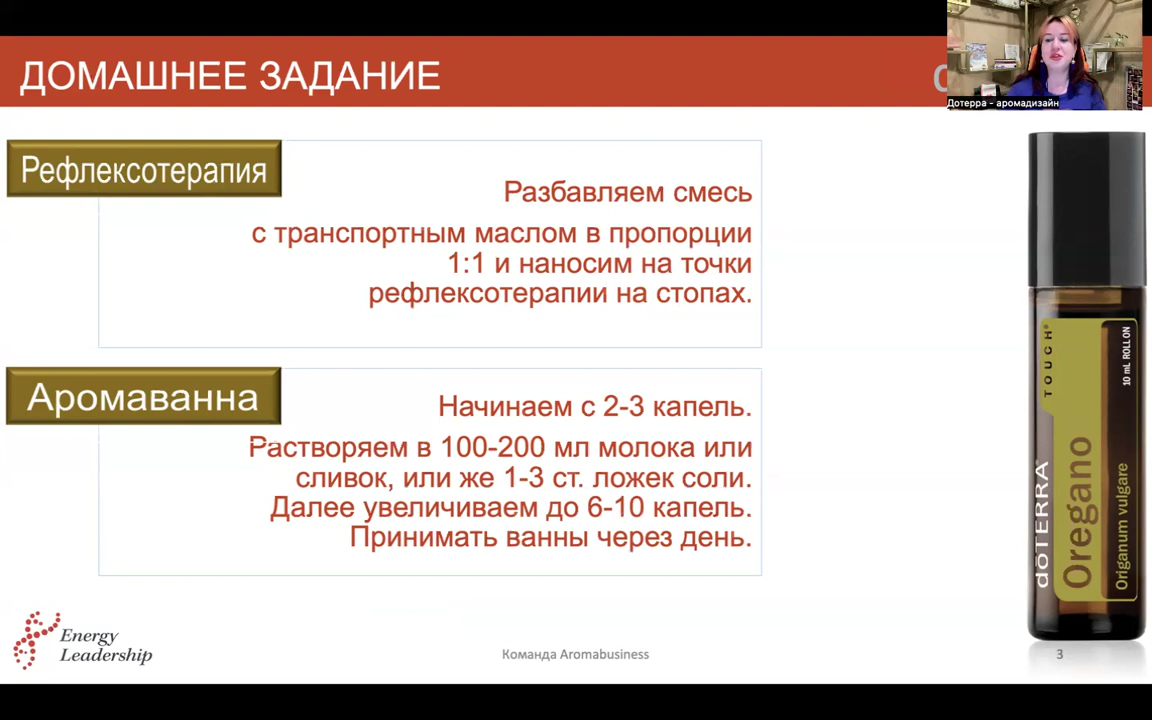 ДОМАШНЕЕ ЗАДАНИЕ
Дотерра - аромадизайн
Рефлексотерапия
Разбавляем смесь
с транспортным маслом в пропорции
1:1 и наносим на точки
рефлексотерапии на стопах.
Аромаванна
Начинаем с 2-3 капель.
Растворяем в 100-200 мл молока или
сливок, или же 1-3 ст. ложек соли.
Далее увеличиваем до 6-10 капель.
Принимать ванны через день.
TOUCH®
10 mL ROLL ON
dōTERRA®
Oregano
Origanum vulgare
Energy
Leadership
Команда Aromabusiness
3